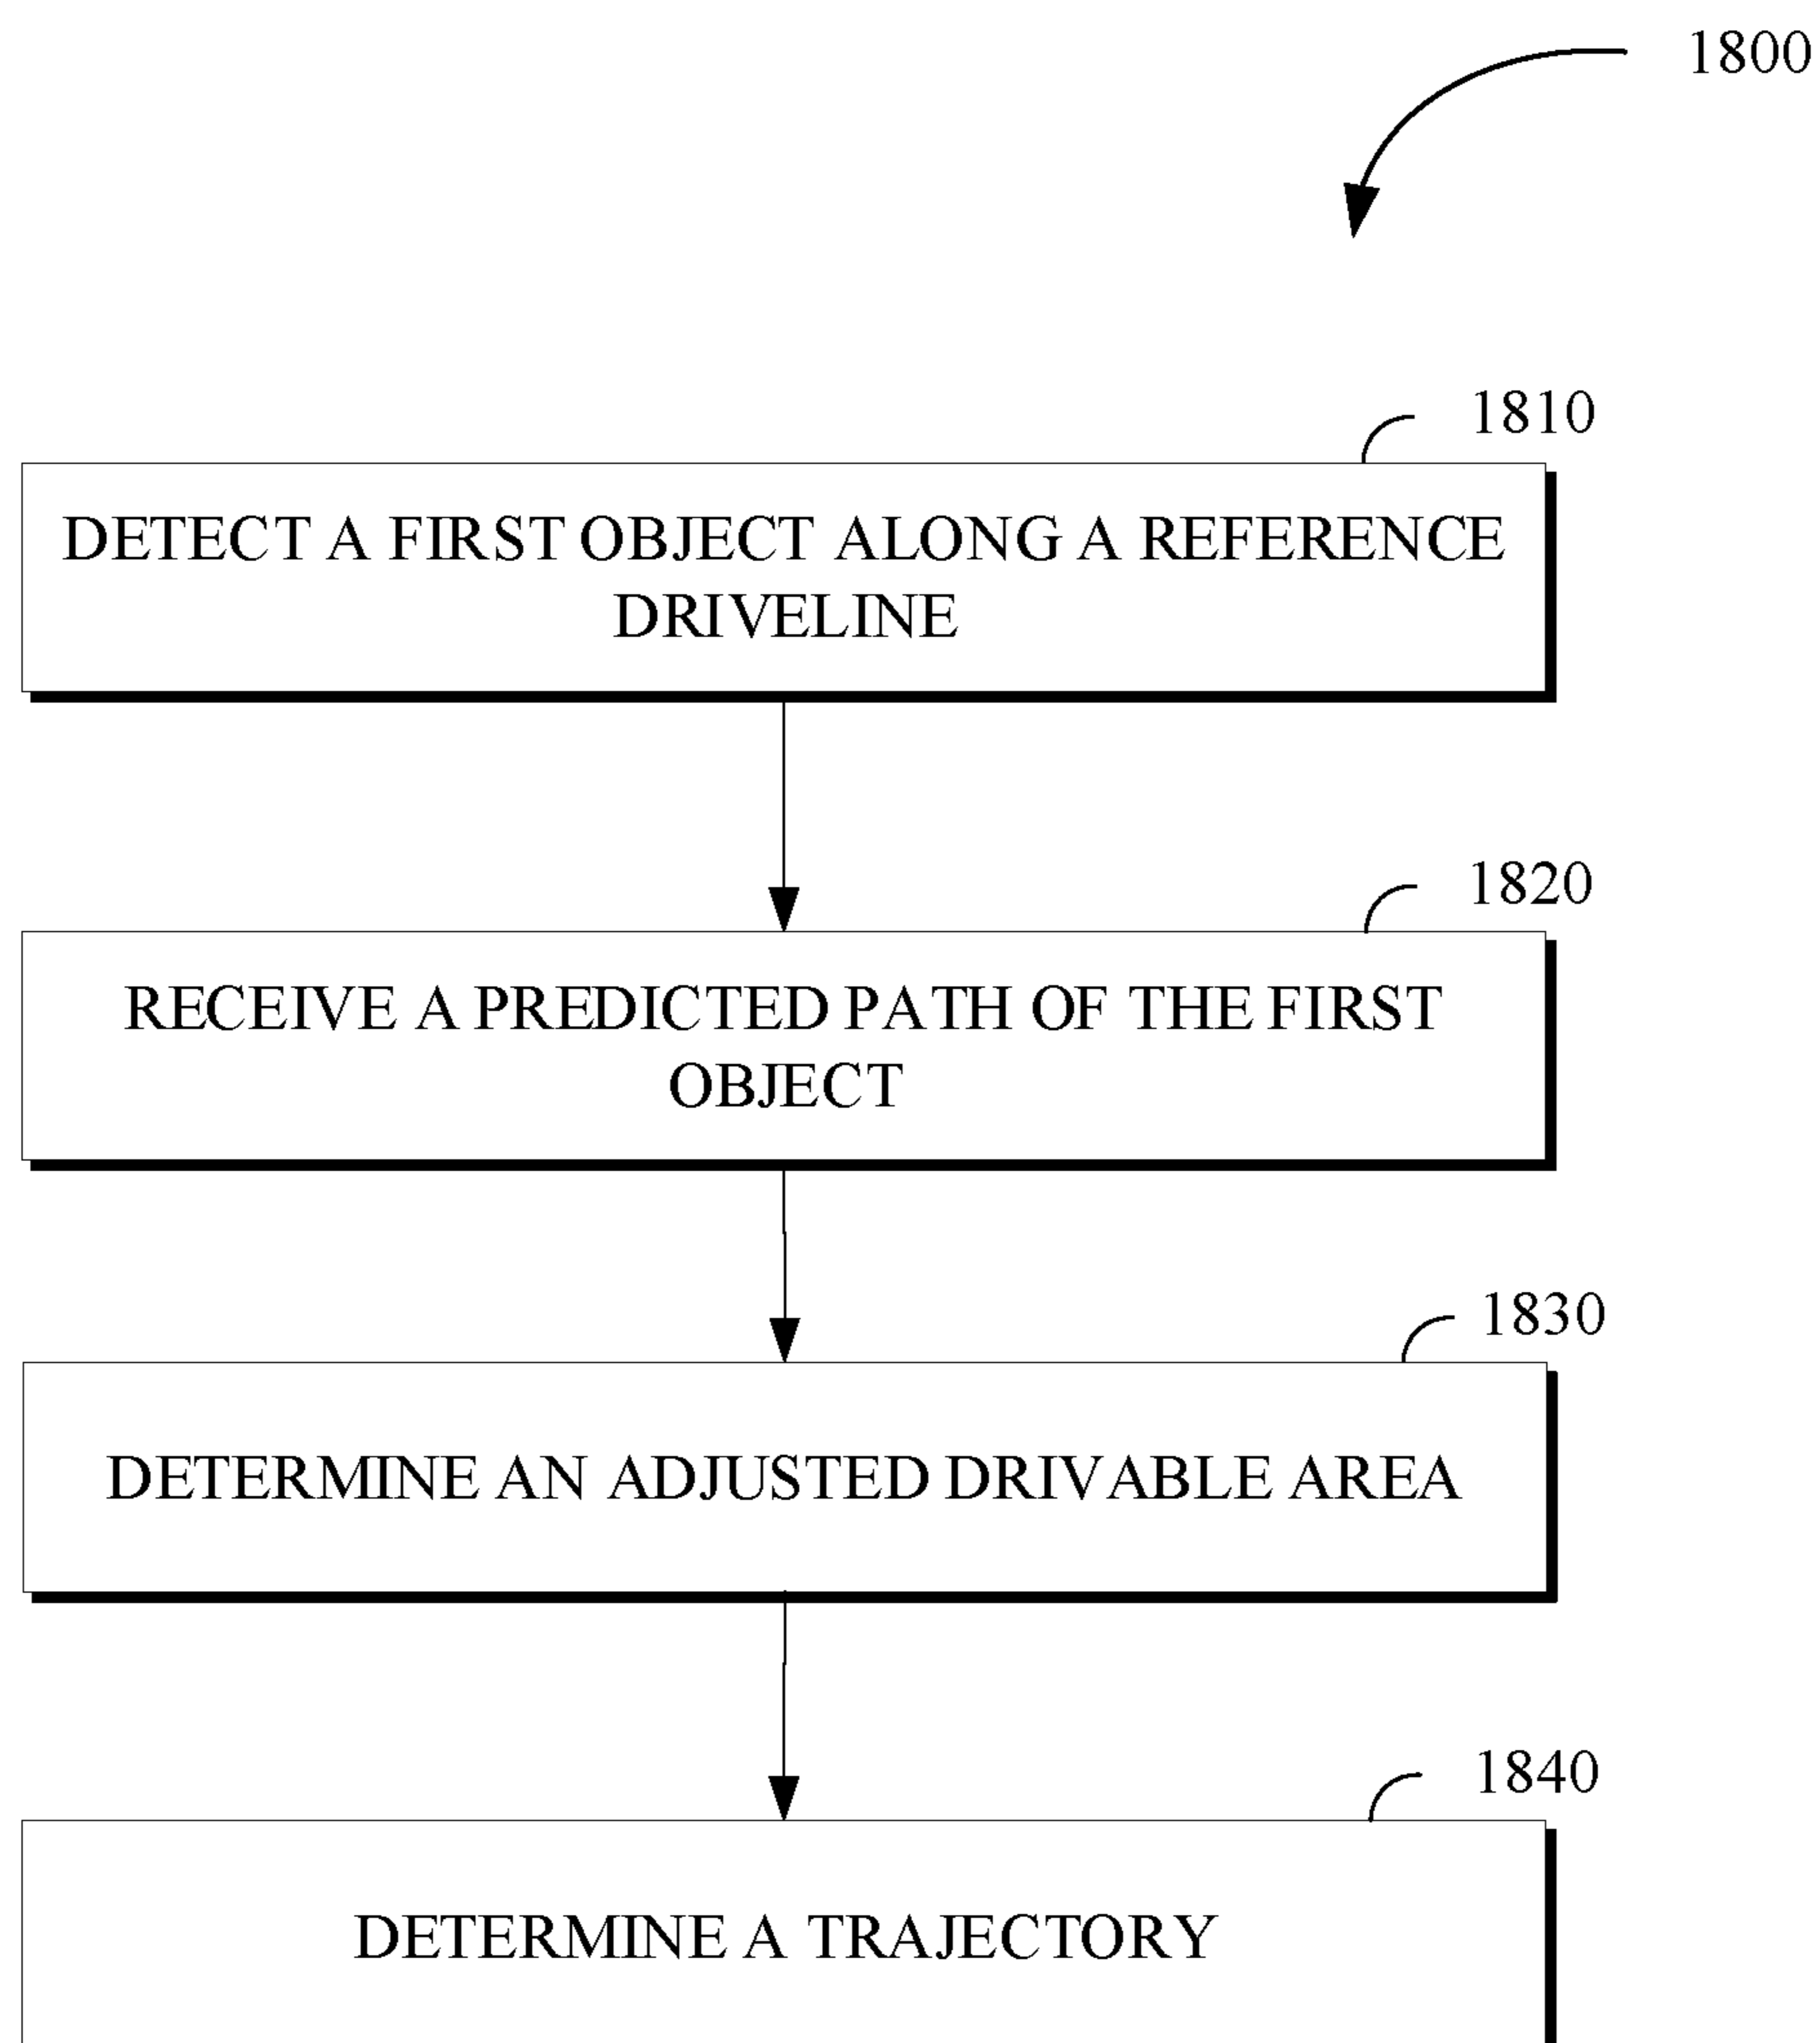 1800
1810
DETECT A FIRST OBJECT ALONG A REFERENCE
DRIVELINE
1820
RECEIVE A PREDICTED PATH OF THE FIRST
OBJECT
1830
DETERMINE AN ADJUSTED DRIVABLE AREA
1840
DETERMINE A TRAJECTORY